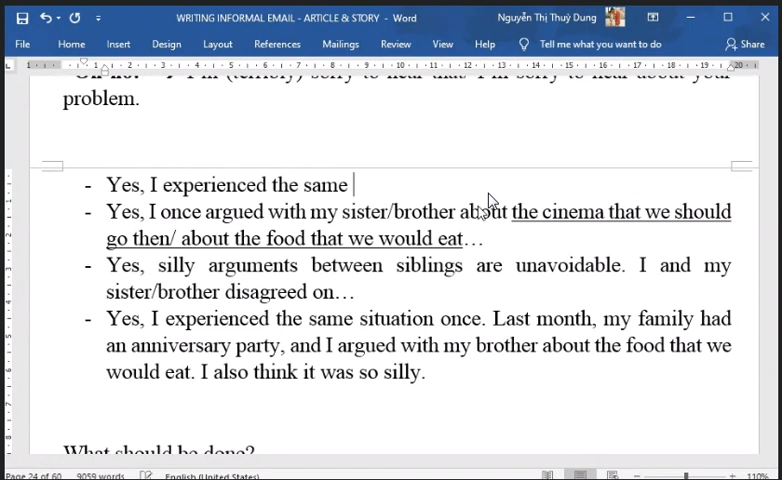 WRITING INFORMAL EMAIL - ARTICLE & STORY - Word
Nguyễn Thị Thuỳ Dung
File Home Insert Design Layout References Mailings Review View Help Tell me what you want to do Share
problem.
- Yes, I experienced the same
- Yes, I once argued with my sister/brother about the cinema that we should
go then/ about the food that we would eat…
- Yes, silly arguments between siblings are unavoidable. I and my
sister/brother disagreed on…
- Yes, I experienced the same situation once. Last month, my family had
an anniversary party, and I argued with my brother about the food that we
would eat. I also think it was so silly.
What should be done?
Page 24 of 60 9059 words English (United States) 110%